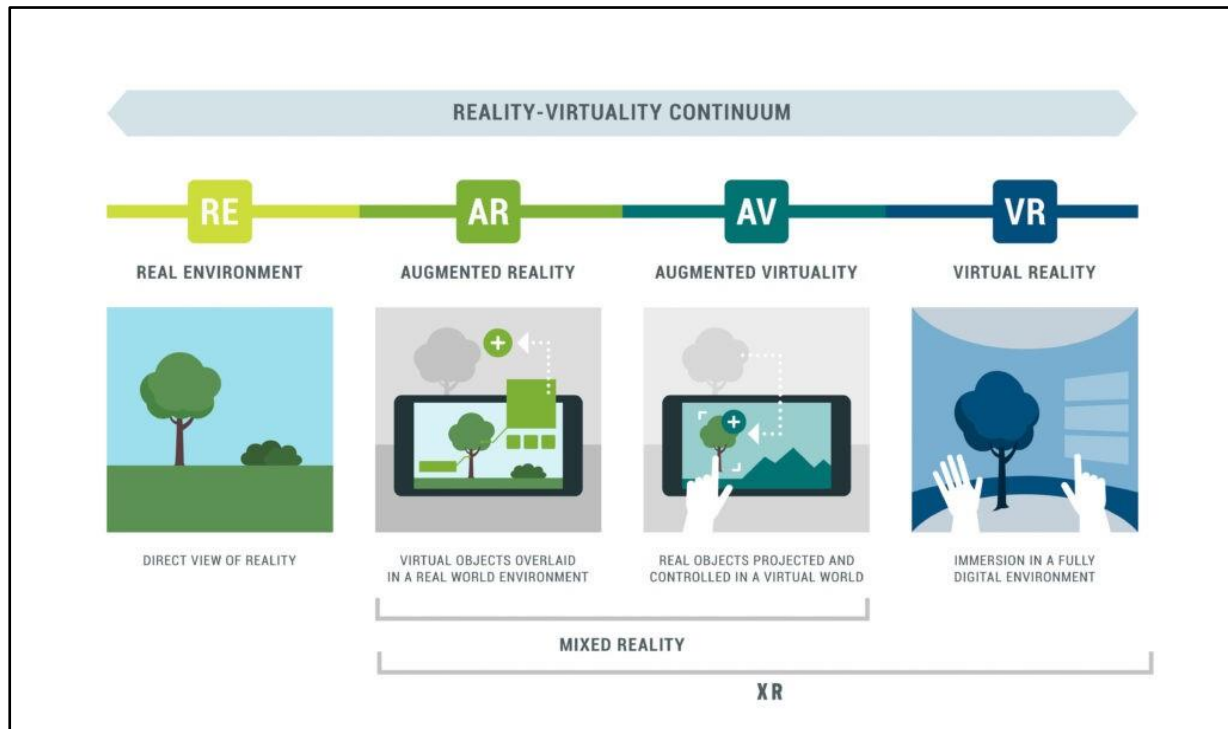 REALITY-VIRTUALITY CONTINUUM
RE
AR
AV
VR
REAL ENVIRONMENT
AUGMENTED REALITY
AUGMENTED VIRTUALITY
VIRTUAL REALITY
DIRECT VIEW OF REALITY
VIRTUAL OBJECTS OVERLAID
IN A REAL WORLD ENVIRONMENT
REAL OBJECTS PROJECTED AND
CONTROLLED IN A VIRTUAL WORLD
IMMERSION IN A FULLY
DIGITAL ENVIRONMENT
MIXED REALITY
XR